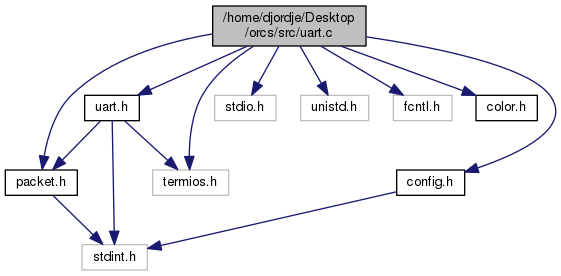 /home/djordje/Desktop
/orcs/src/uart.c
uart.h
stdio.h
unistd.h
fcntl.h
color.h
packet.h
termios.h
config.h
stdint.h